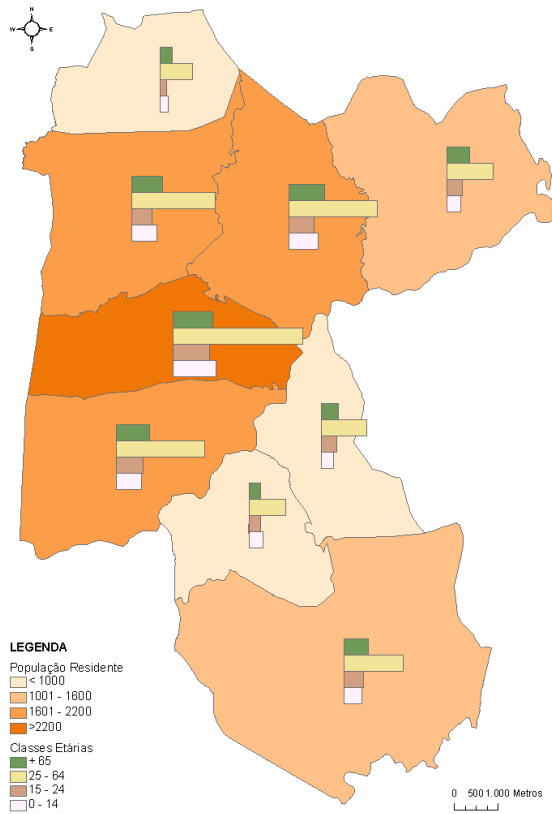 N
W E
S
LEGENDA
População Residente
< 1000
1001 - 1600
1601 - 2200
>2200
Classes Etárias
+ 65
25 - 64
15 - 24
0 - 14
0 500 1.000 Metros